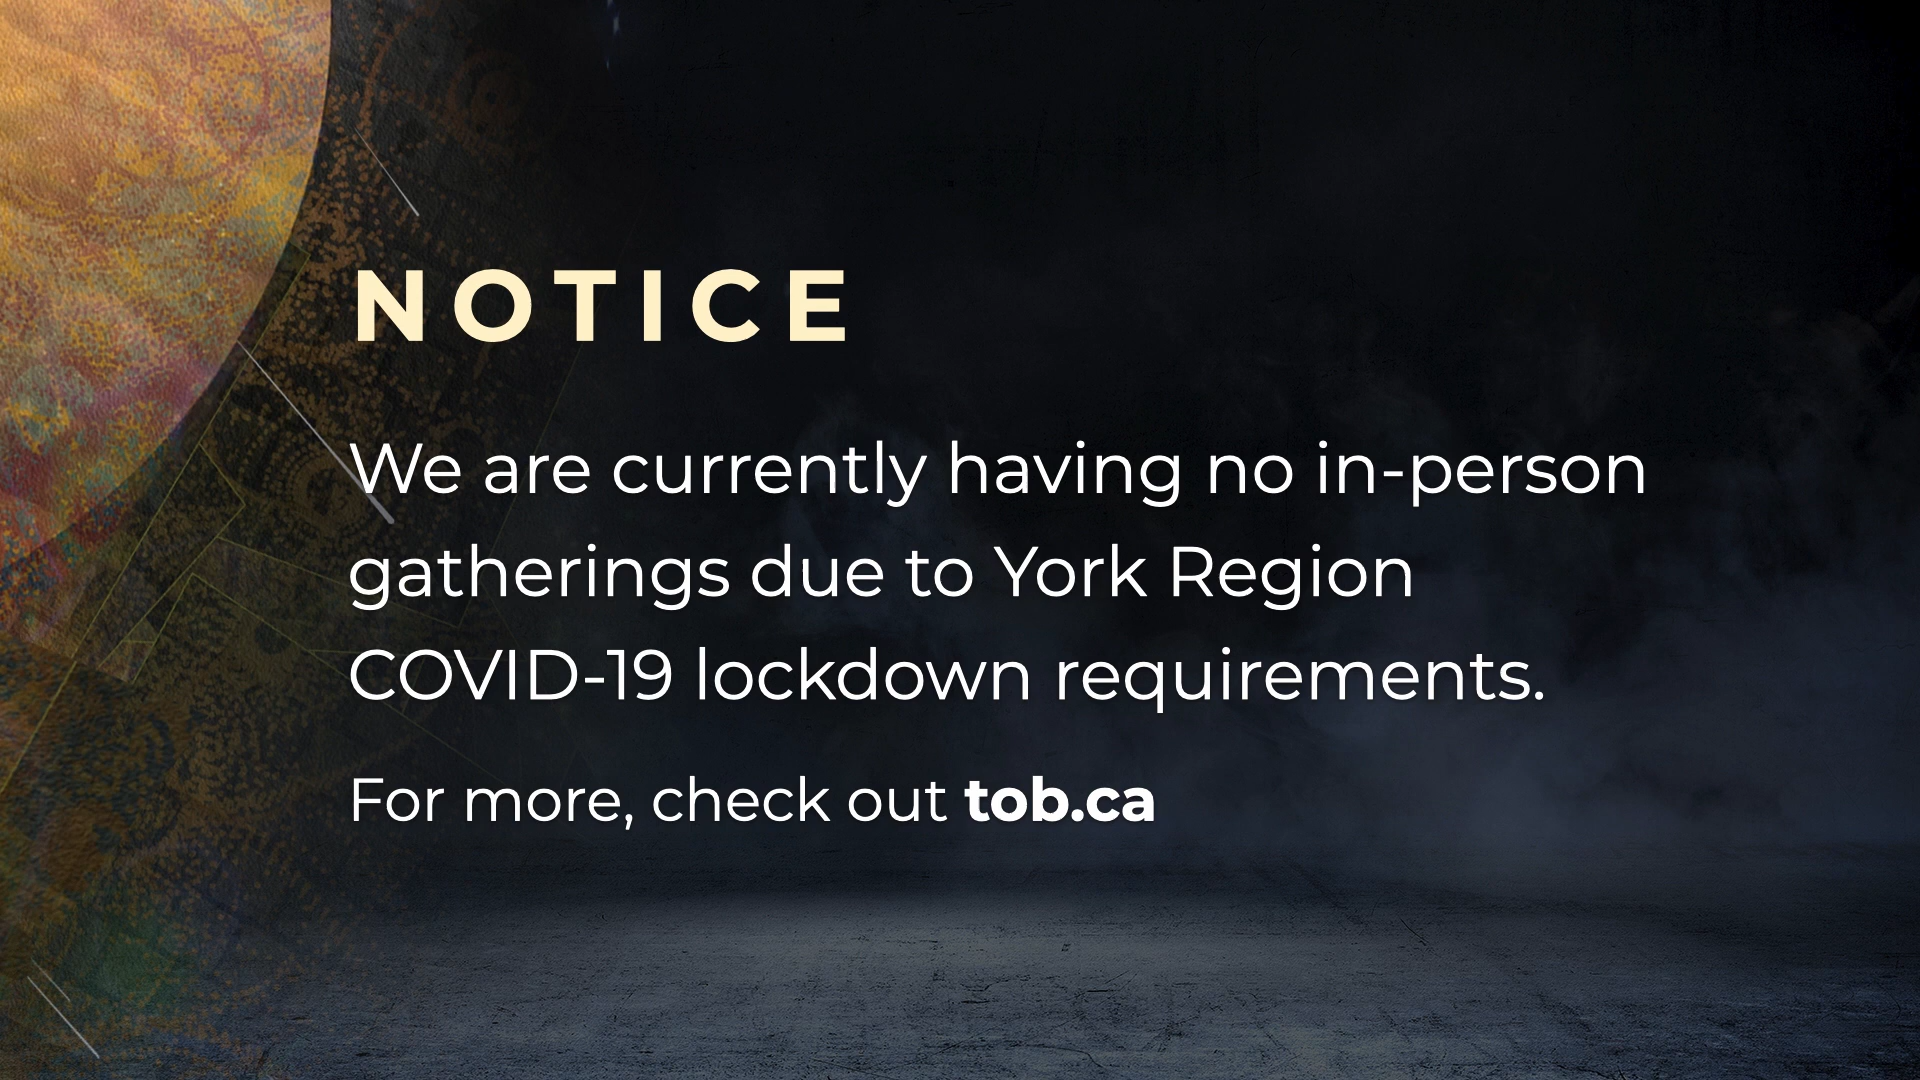 NOTICE
We are currently having no in-person
gatherings due to York Region
COVID-19 lockdown requirements.
For more, check out tob.ca